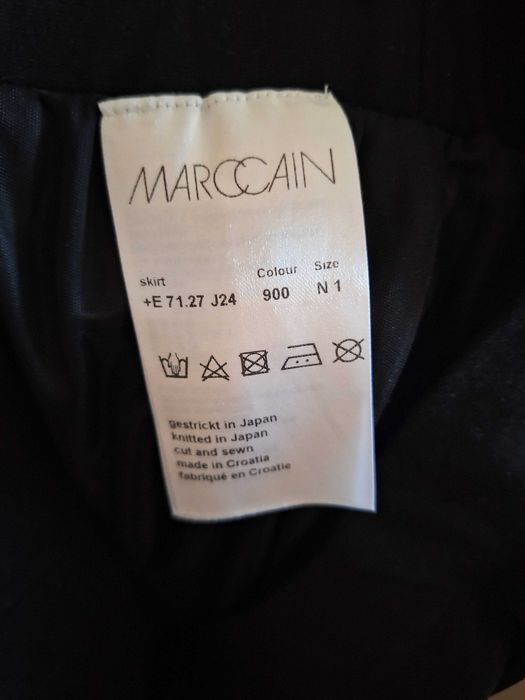 MARCCAIN
skirt Colour Size
+E 71.27 J24 900 N 1
gestrickt in Japan
knitted in Japan
cut and sewn
made in Croatia
fabriqué en Croatie